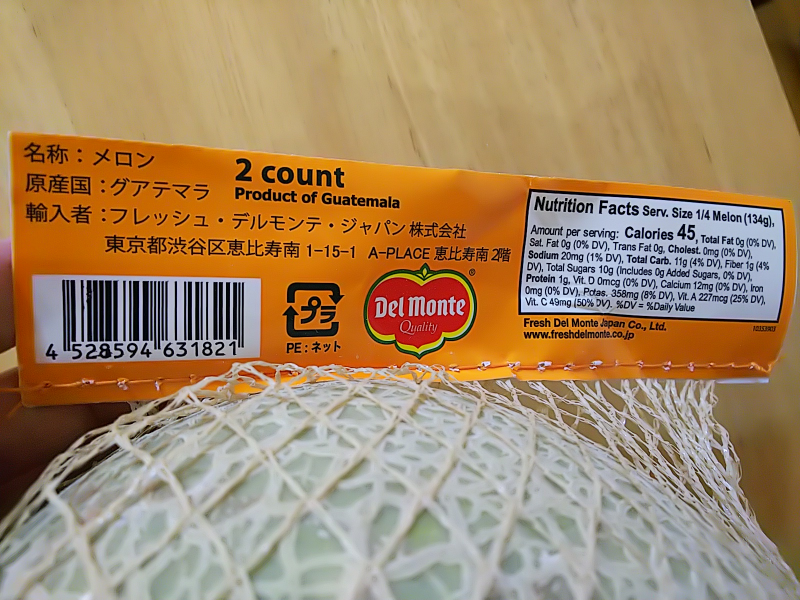 名称：メロン
原産国：グアテマラ
輸入者：フレッシュ・デルモンテ・ジャパン株式会社
東京都渋谷区恵比寿南 1-15-1 A-PLACE 恵比寿南 2階
2 count
Product of Guatemala
4 528594 631821
プラ
PE：ネット
Del Monte
®
Quality
Nutrition Facts Serv. Size 1/4 Melon (134g),
Amount per serving: Calories 45, Total Fat 0g (0% DV),
Sat. Fat 0g (0% DV), Trans Fat 0g, Cholest. 0mg (0% DV),
Sodium 20mg (1% DV), Total Carb. 11g (4% DV), Fiber 1g (4%
DV), Total Sugars 10g (Includes 0g Added Sugars, 0% DV),
Protein 1g, Vit. D 0mcg (0% DV), Calcium 12mg (0% DV), Iron
0mg (0% DV), Potas. 358mg (8% DV), Vit. A 227mcg (25% DV),
Vit. C 49mg (50% DV). %DV = %Daily Value
Fresh Del Monte Japan Co., Ltd.
www.freshdelmonte.co.jp